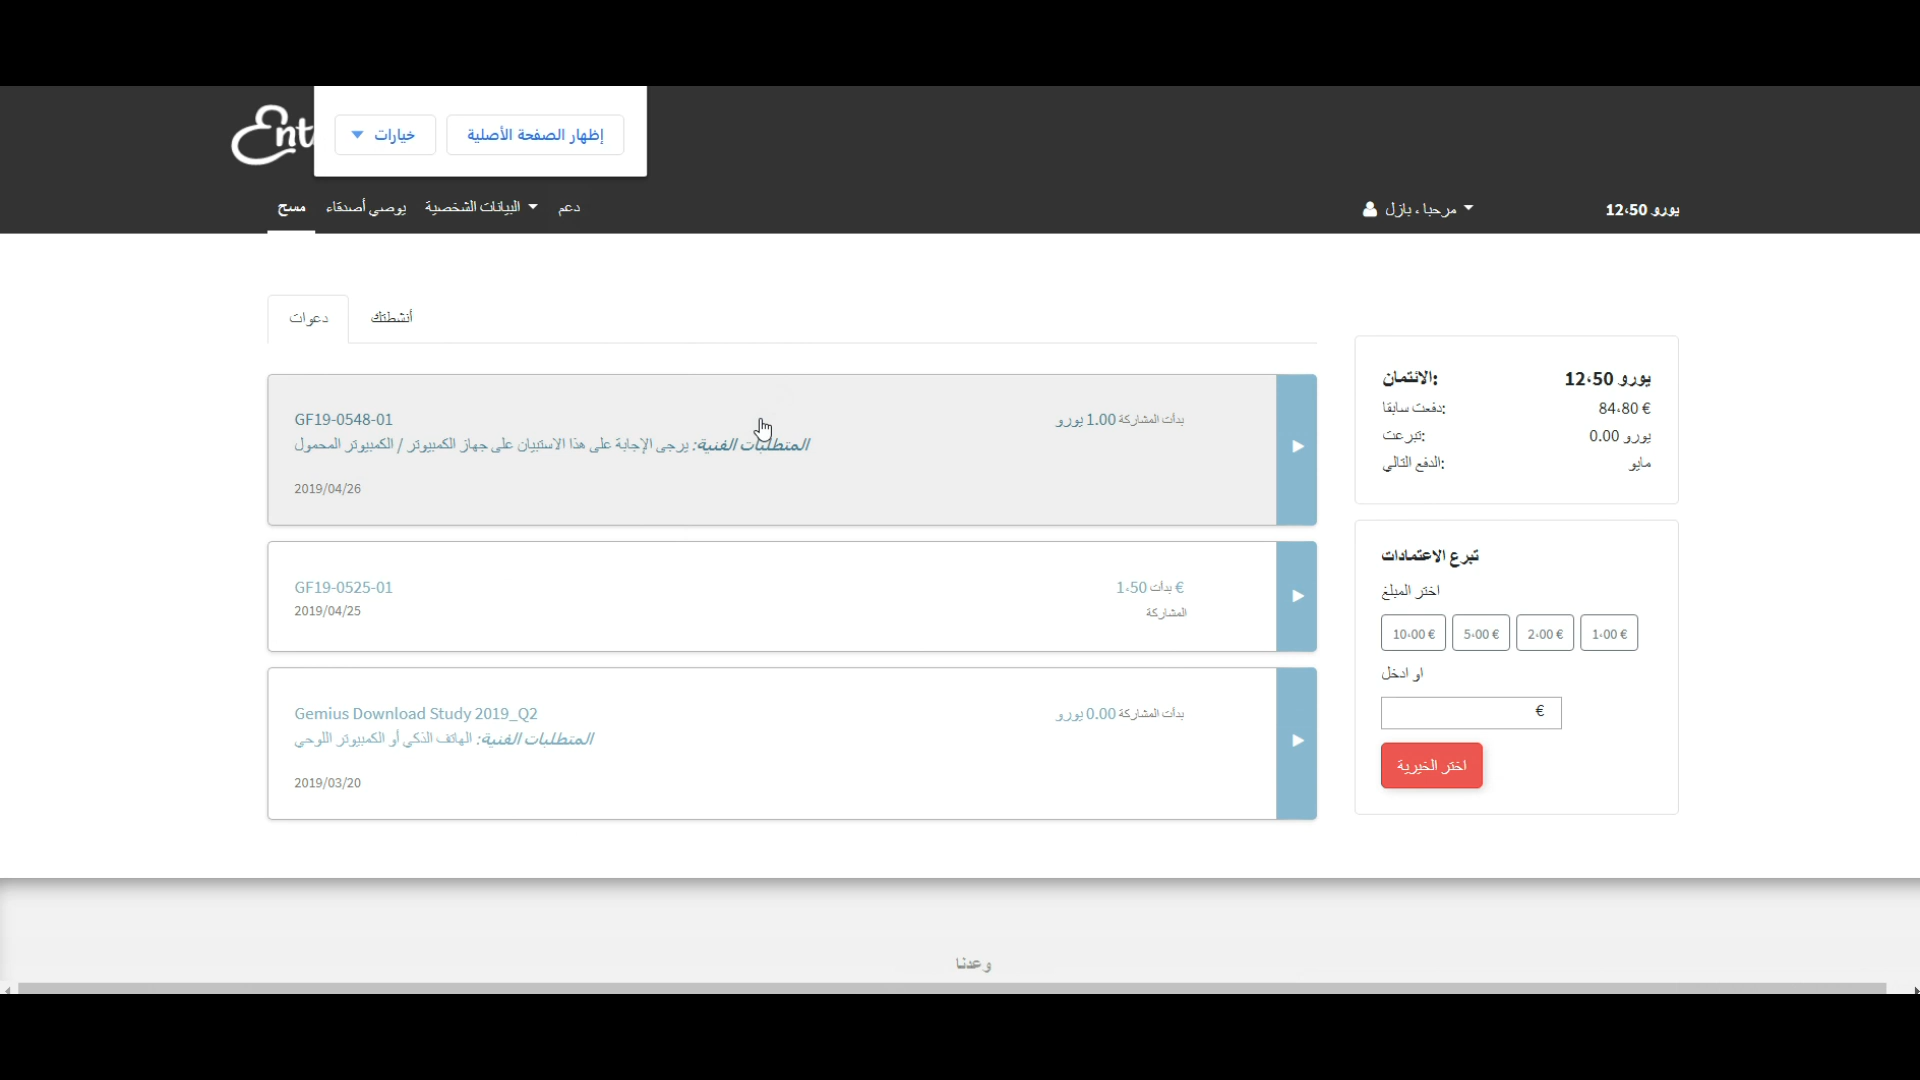 Ent
خيارات
إظهار الصفحة الأصلية
مسح
يوصي أصدقاء
البيانات الشخصية
دعم
مرحبا ، بازل
يورو 12،50
دعوات
أنشطتك
GF19-0548-01
بدأت المشاركة 1.00 يورو
المتطلبات الفنية: يرجى الإجابة على هذا الاستبيان على جهاز الكمبيوتر / الكمبيوتر المحمول
2019/04/26
GF19-0525-01
€ بدأت 1،50
المشاركة
2019/04/25
Gemius Download Study 2019_Q2
بدأت المشاركة 0.00 يورو
المتطلبات الفنية: الهاتف الذكي أو الكمبيوتر اللوحي
2019/03/20
الائتمان: يورو 12،50
دفعت سابقا: 84،80 €
تبرعت: يورو 0.00
الدفع التالي: مايو
تبرع الاعتمادات
اختر المبلغ
10،00 €
5،00 €
2،00 €
1،00 €
او ادخل
€
اختر الخيرية
وعدنا